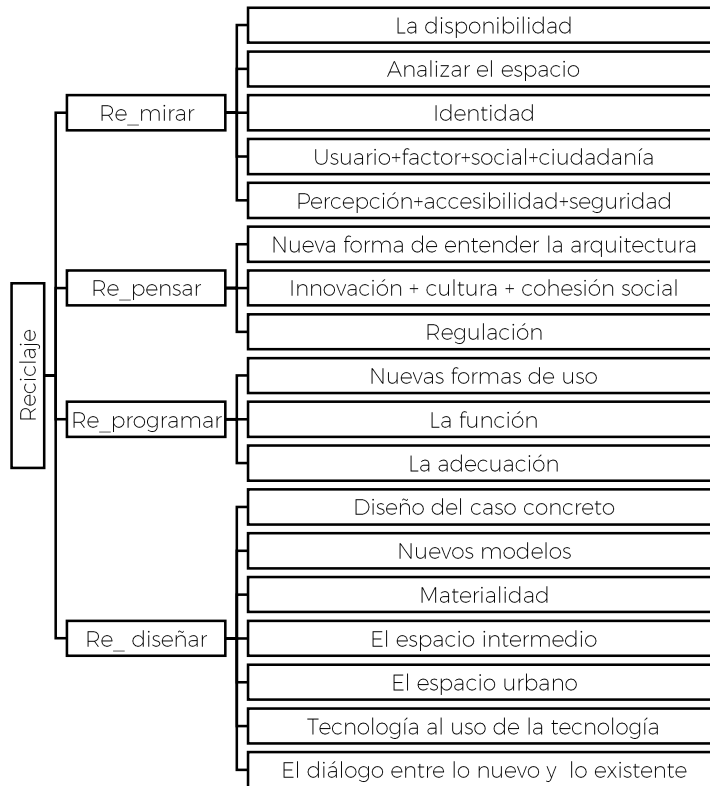 Reciclaje
Re_mirar
La disponibilidad
Analizar el espacio
Identidad
Usuario+factor+social+ciudadanía
Percepción+accesibilidad+seguridad
Re_pensar
Nueva forma de entender la arquitectura
Innovación + cultura + cohesión social
Regulación
Re_programar
Nuevas formas de uso
La función
La adecuación
Re_ diseñar
Diseño del caso concreto
Nuevos modelos
Materialidad
El espacio intermedio
El espacio urbano
Tecnología al uso de la tecnología
El diálogo entre lo nuevo y  lo existente